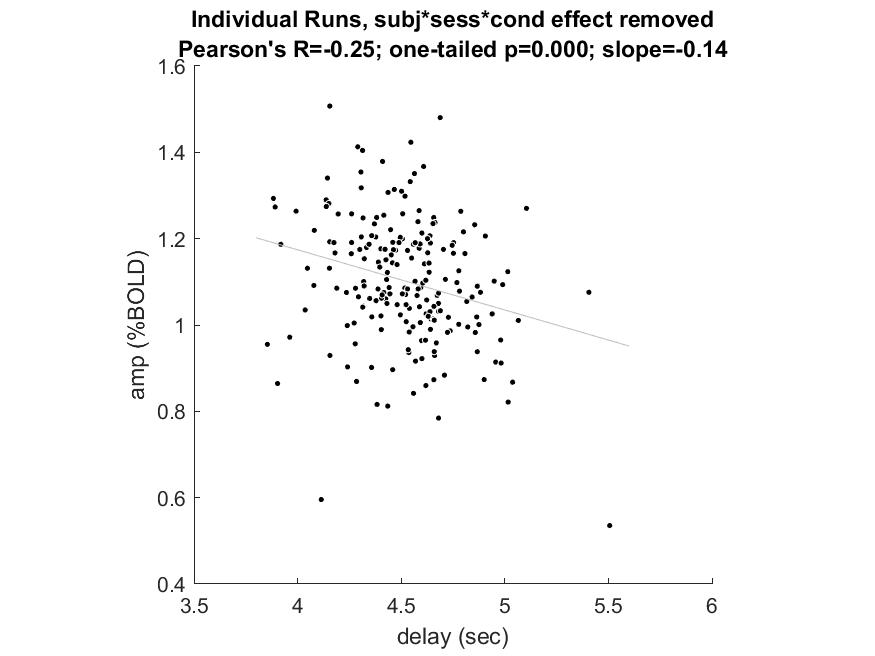 Individual Runs, subj*sess*cond effect removed
Pearson's R=-0.25; one-tailed p=0.000; slope=-0.14
1.6
1.4
1.2
1
0.8
0.6
0.4
amp (%BOLD)
3.5 4 4.5 5 5.5 6
delay (sec)